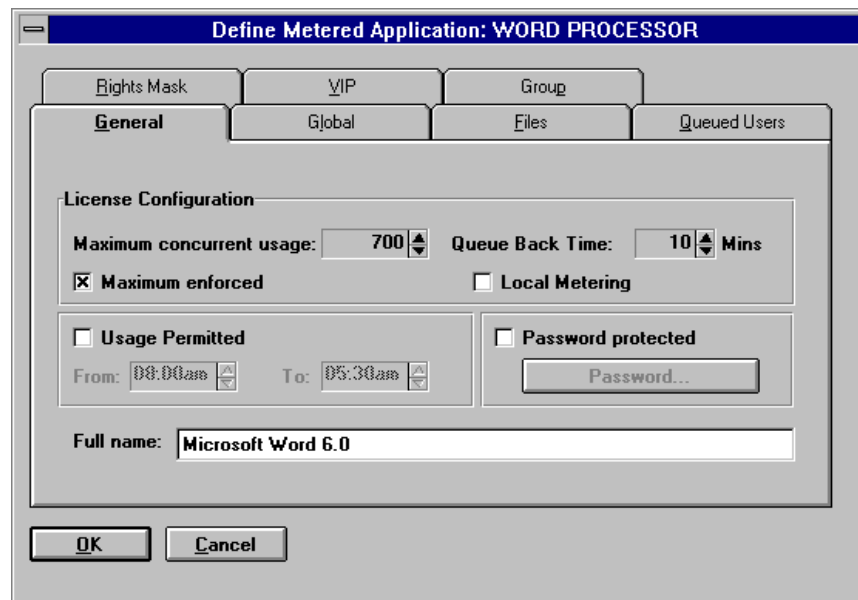 Define Metered Application: WORD PROCESSOR
Rights Mask VIP Group
General Global Files Queued Users
License Configuration
Maximum concurrent usage: 700 Queue Back Time: 10 Mins
Maximum enforced Local Metering
Usage Permitted Password protected
From: 08:00am To: 05:30am Password...
Full name: Microsoft Word 6.0
OK Cancel